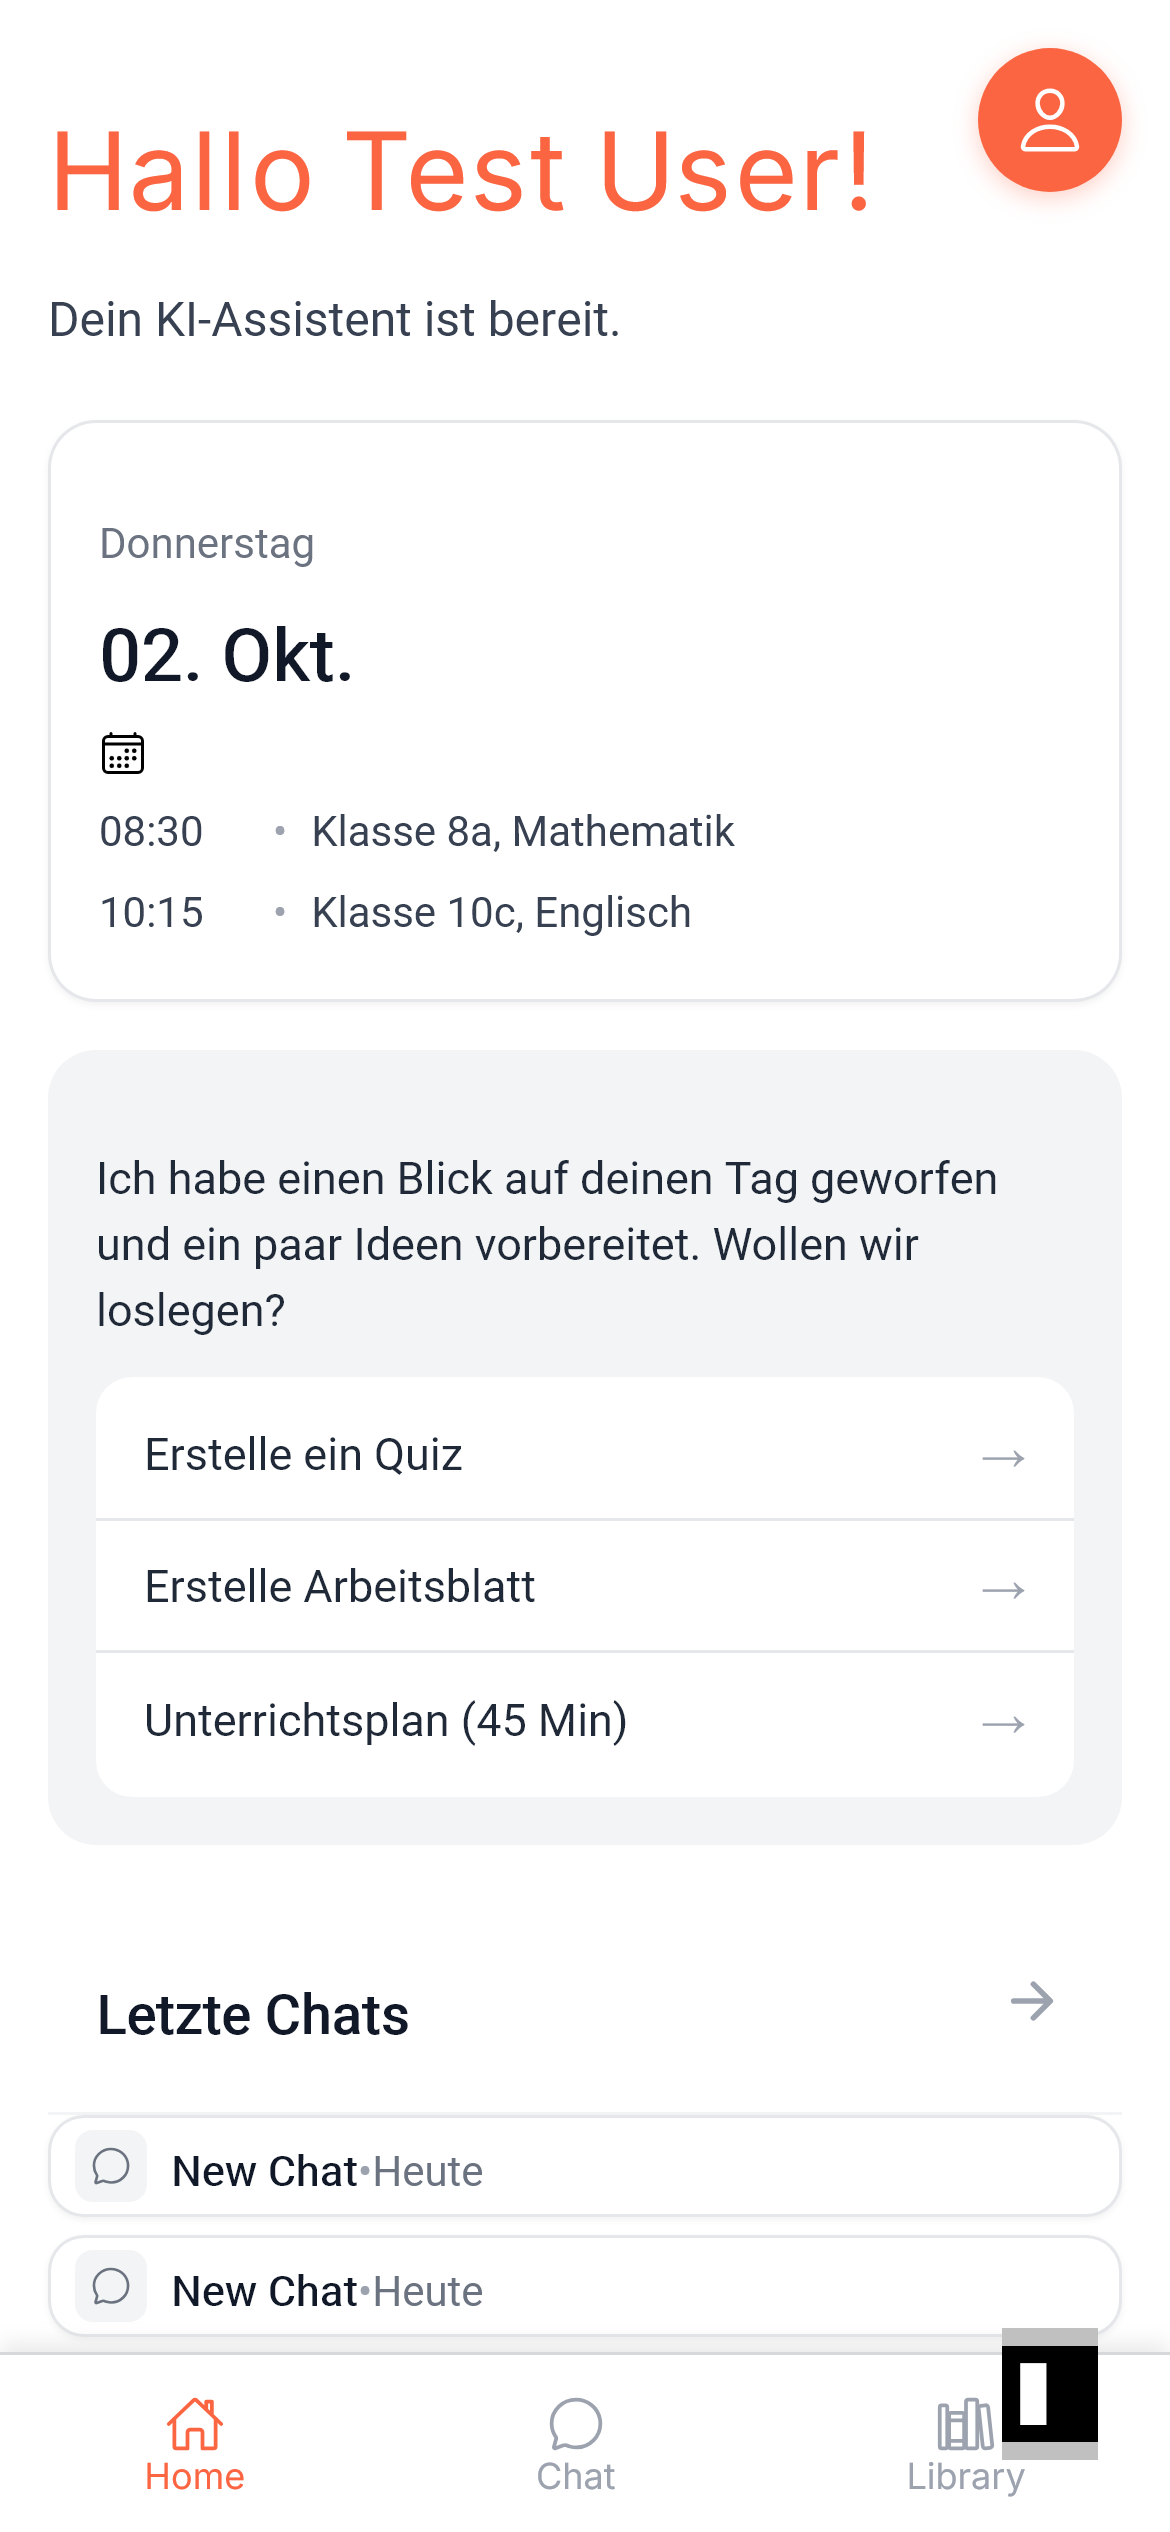 Hallo Test User!
Dein KI-Assistent ist bereit.
Donnerstag
02. Okt.
08:30 • Klasse 8a, Mathematik
10:15 • Klasse 10c, Englisch
Ich habe einen Blick auf deinen Tag geworfen
und ein paar Ideen vorbereitet. Wollen wir
loslegen?
Erstelle ein Quiz →
Erstelle Arbeitsblatt →
Unterrichtsplan (45 Min) →
Letzte Chats
New Chat•Heute
New Chat•Heute
Home
Chat
Library